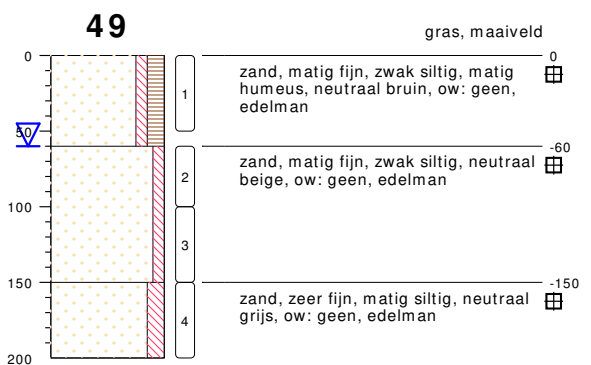 49
gras, maaiveld
0
0
zand, matig fijn, zwak siltig, matig
humeus, neutraal bruin, ow: geen,
edelman
1
50
-60
zand, matig fijn, zwak siltig, neutraal
beige, ow: geen, edelman
2
100
3
150
-150
zand, zeer fijn, matig siltig, neutraal
grijs, ow: geen, edelman
4
200